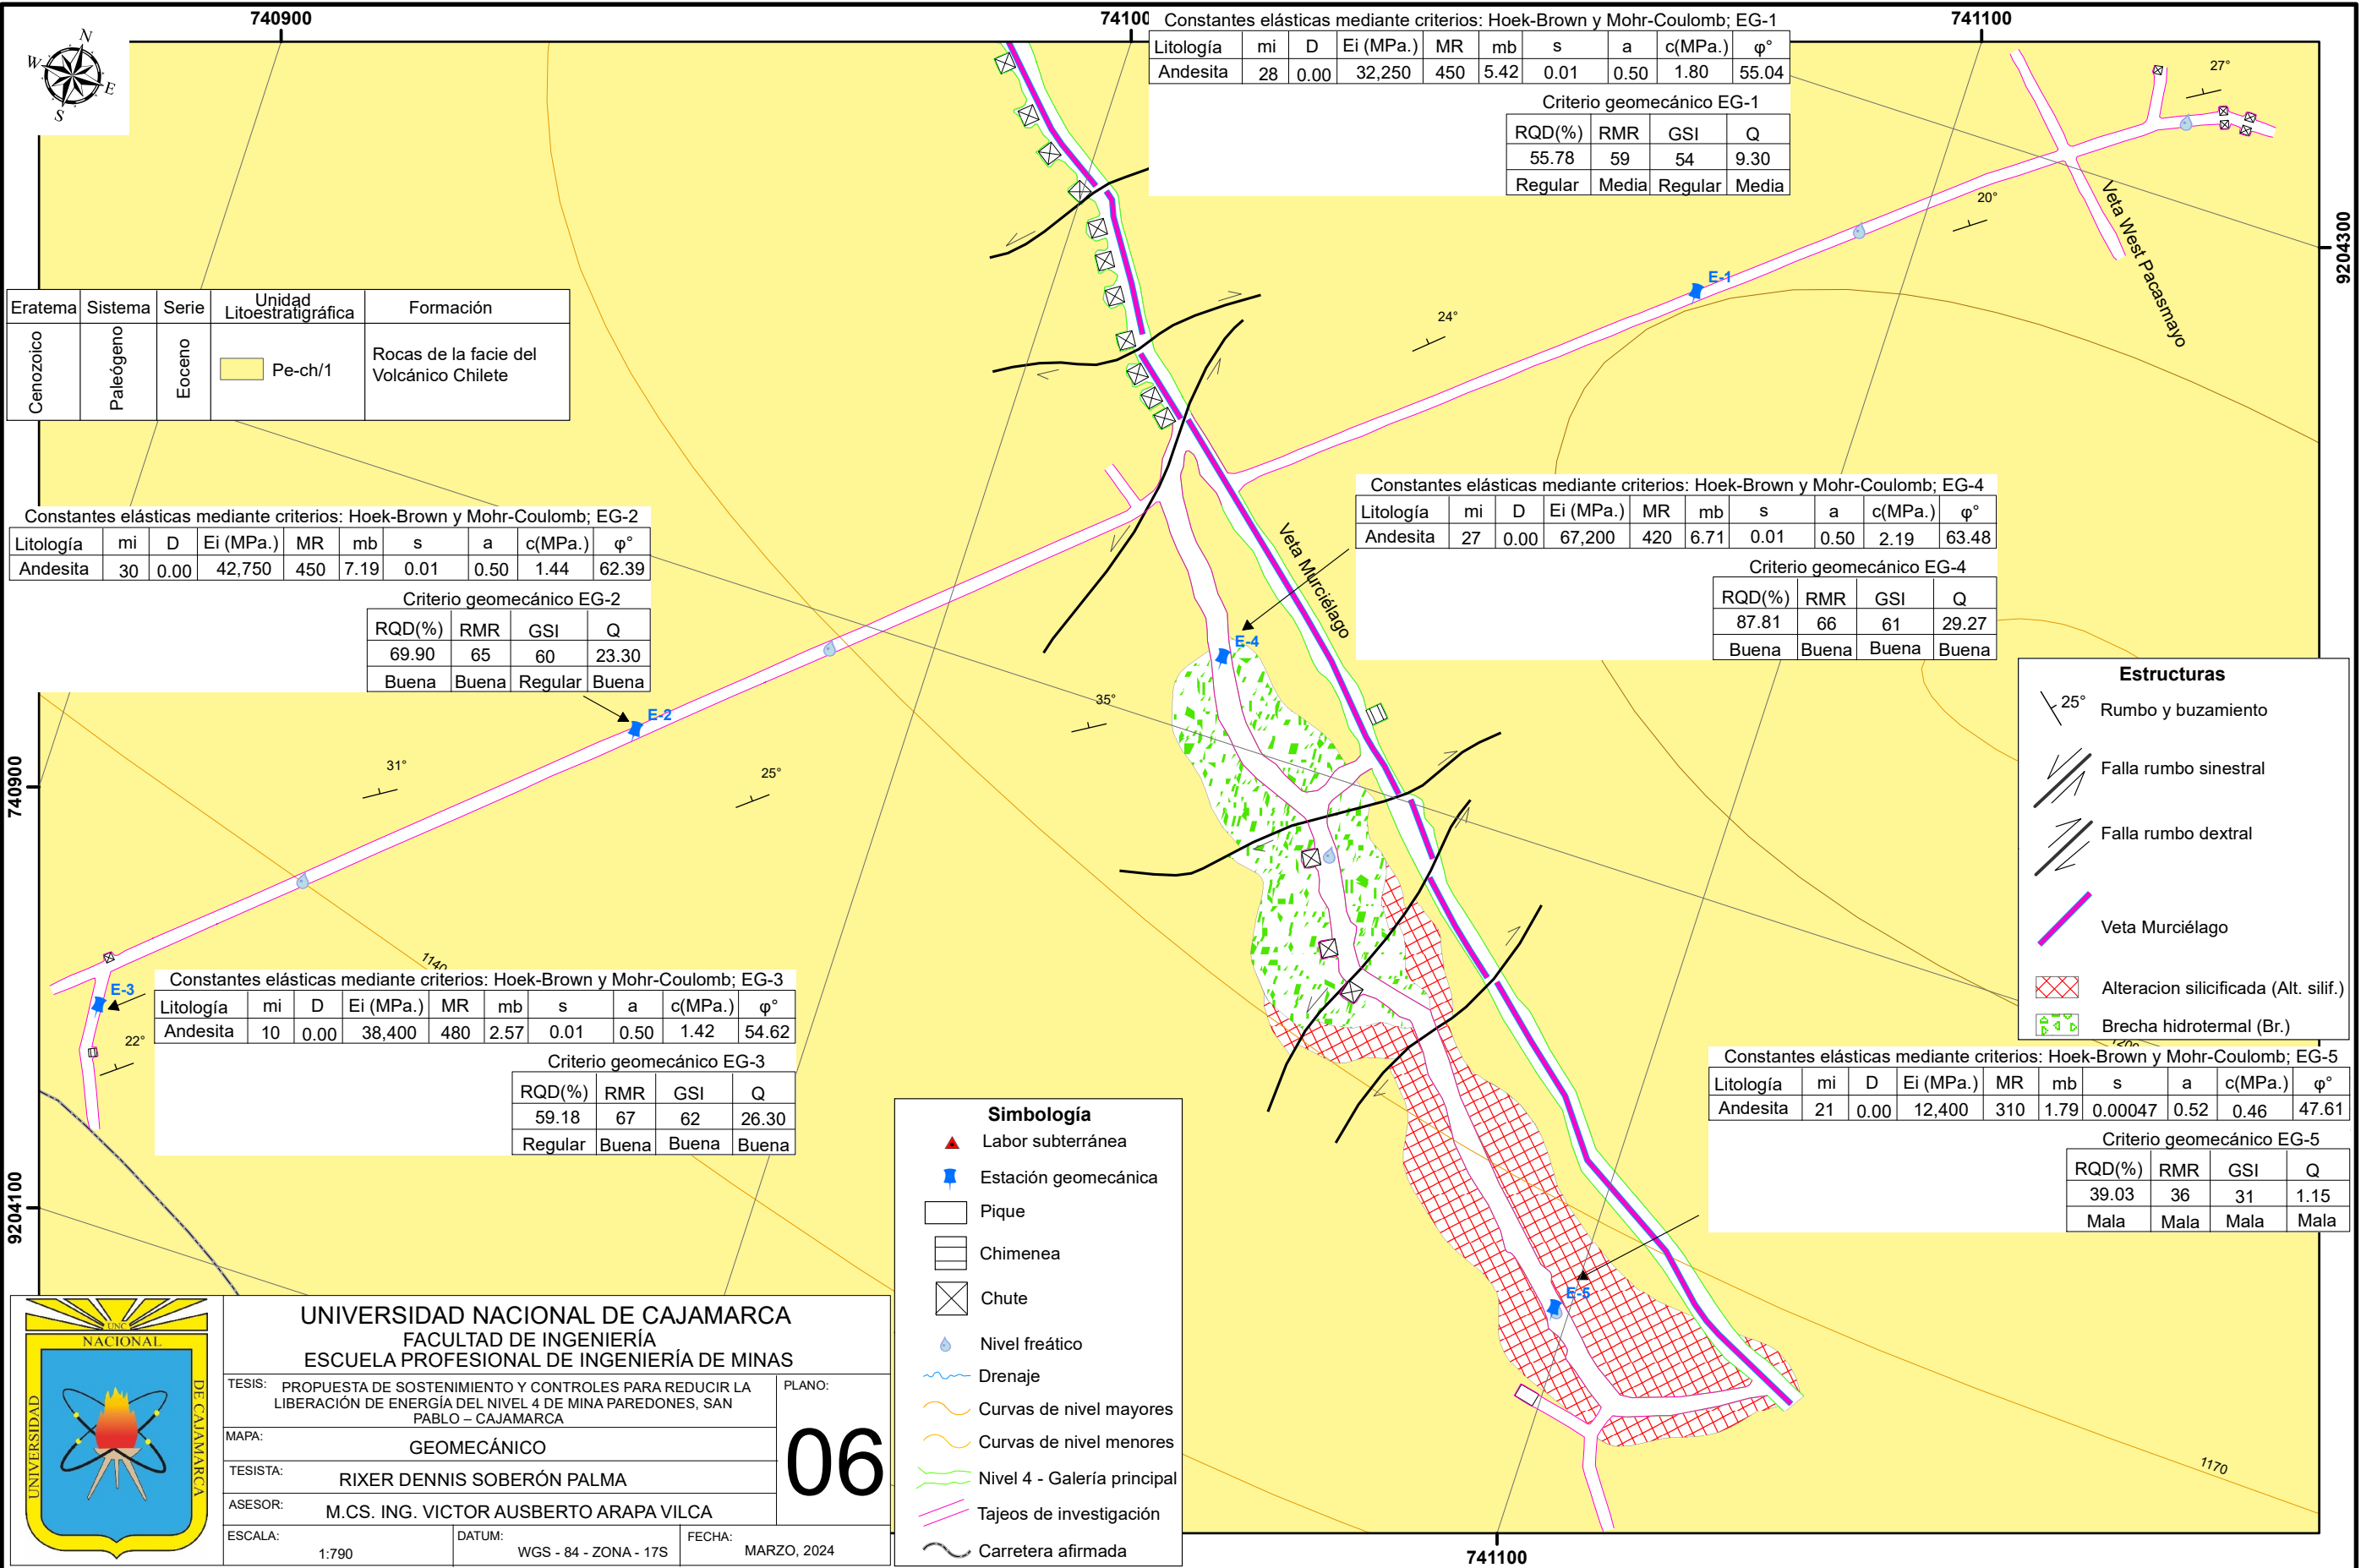 740900
74100
741100
N
W
E
S
Constantes elásticas mediante criterios: Hoek-Brown y Mohr-Coulomb; EG-1
Litología mi D Ei (MPa.) MR mb s a c(MPa.) φ°
Andesita 28 0.00 32,250 450 5.42 0.01 0.50 1.80 55.04
Criterio geomecánico EG-1
RQD(%) RMR GSI Q
55.78 59 54 9.30
Regular Media Regular Media
27°
20°
Veta West Pacasmayo
9204300
E-1
24°
Eratema Sistema Serie Unidad Litoestratigráfica Formación
Cenozoico Paleógeno Eoceno Pe-ch/1 Rocas de la facie del
Volcánico Chilete
Constantes elásticas mediante criterios: Hoek-Brown y Mohr-Coulomb; EG-2
Litología mi D Ei (MPa.) MR mb s a c(MPa.) φ°
Andesita 30 0.00 42,750 450 7.19 0.01 0.50 1.44 62.39
Criterio geomecánico EG-2
RQD(%) RMR GSI Q
69.90 65 60 23.30
Buena Buena Regular Buena
E-2
Constantes elásticas mediante criterios: Hoek-Brown y Mohr-Coulomb; EG-4
Litología mi D Ei (MPa.) MR mb s a c(MPa.) φ°
Andesita 27 0.00 67,200 420 6.71 0.01 0.50 2.19 63.48
Criterio geomecánico EG-4
RQD(%) RMR GSI Q
87.81 66 61 29.27
Buena Buena Buena Buena
Veta Murciélago
E-4
35°
31°
25°
740900
Estructuras
25° Rumbo y buzamiento
Falla rumbo sinestral
Falla rumbo dextral
Veta Murciélago
Alteracion silicificada (Alt. silif.)
Brecha hidrotermal (Br.)
1200
1140
E-3
22°
Constantes elásticas mediante criterios: Hoek-Brown y Mohr-Coulomb; EG-3
Litología mi D Ei (MPa.) MR mb s a c(MPa.) φ°
Andesita 10 0.00 38,400 480 2.57 0.01 0.50 1.42 54.62
Criterio geomecánico EG-3
RQD(%) RMR GSI Q
59.18 67 62 26.30
Regular Buena Buena Buena
Constantes elásticas mediante criterios: Hoek-Brown y Mohr-Coulomb; EG-5
Litología mi D Ei (MPa.) MR mb s a c(MPa.) φ°
Andesita 21 0.00 12,400 310 1.79 0.00047 0.52 0.46 47.61
Criterio geomecánico EG-5
RQD(%) RMR GSI Q
39.03 36 31 1.15
Mala Mala Mala Mala
E-5
9204100
Simbología
Labor subterránea
Estación geomecánica
Pique
Chimenea
Chute
Nivel freático
Drenaje
Curvas de nivel mayores
Curvas de nivel menores
Nivel 4 - Galería principal
Tajeos de investigación
Carretera afirmada
1170
741100
UNC
NACIONAL
UNIVERSIDAD
DE CAJAMARCA
UNIVERSIDAD NACIONAL DE CAJAMARCA
FACULTAD DE INGENIERÍA
ESCUELA PROFESIONAL DE INGENIERÍA DE MINAS
TESIS: PROPUESTA DE SOSTENIMIENTO Y CONTROLES PARA REDUCIR LA
LIBERACIÓN DE ENERGÍA DEL NIVEL 4 DE MINA PAREDONES, SAN
PABLO – CAJAMARCA
PLANO:
06
MAPA: GEOMECÁNICO
TESISTA: RIXER DENNIS SOBERÓN PALMA
ASESOR: M.CS. ING. VICTOR AUSBERTO ARAPA VILCA
ESCALA: 1:790
DATUM: WGS - 84 - ZONA - 17S
FECHA: MARZO, 2024